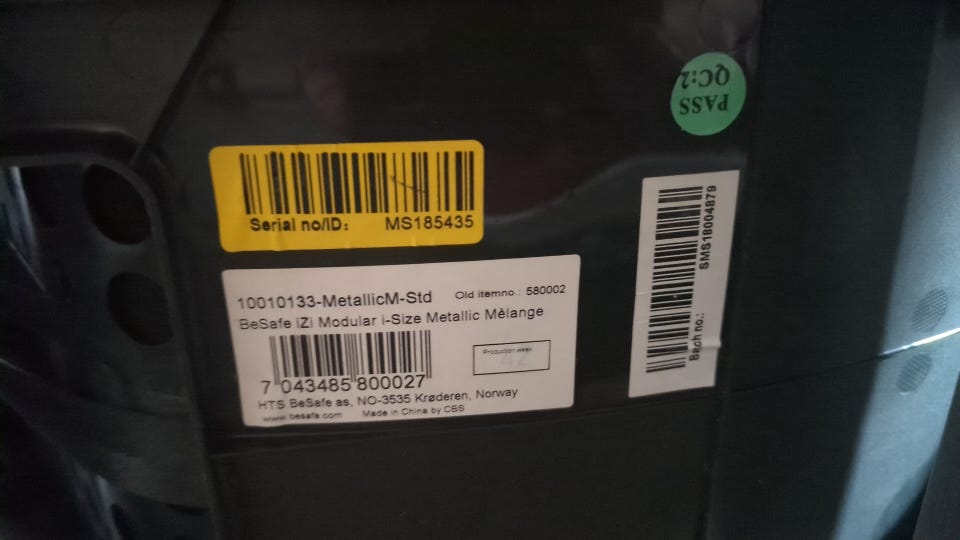 PASS
QC:2
Serial no/ID: MS185435
10010133-MetallicM-Std Old itemno.: 580002
BeSafe iZi Modular i-Size Metallic Mèlange
Production week
42
7 043485 800027
HTS BeSafe as, NO-3535 Krøderen, Norway
www.besafe.com Made in China by CBS
Bach no.: SMS18004879